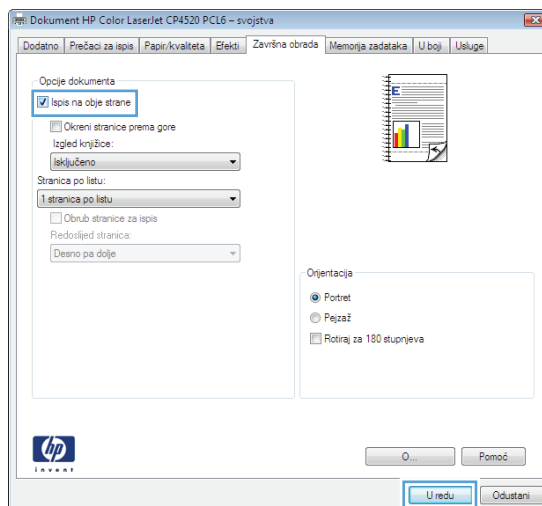 Dokument HP Color LaserJet CP4520 PCL6 – svojstva
Dodatno Prečaci za ispis Papir/kvaliteta Efekti Završna obrada Memorija zadataka U boji Usluge
Opcije dokumenta
Ispis na obje strane
Okreni stranice prema gore
Izgled knjižice:
Isključeno
Stranica po listu:
1 stranica po listu
Obrub stranice za ispis
Redoslijed stranica:
Desno pa dolje
E
Orijentacija
Portret
Pejzaž
Rotiraj za 180 stupnjeva
hp
invent
O... Pomoć
U redu Odustani